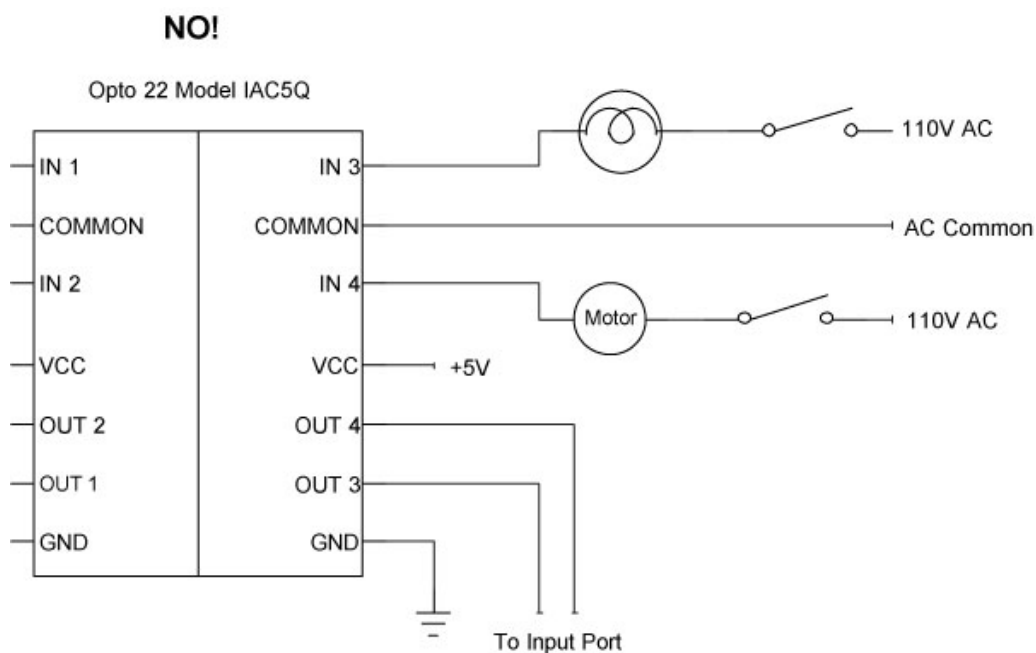 NO!
Opto 22 Model IAC5Q
110V AC
IN 1
IN 3
COMMON
COMMON
AC Common
IN 2
IN 4
Motor
110V AC
VCC
VCC
+5V
OUT 2
OUT 4
OUT 1
OUT 3
GND
GND
To Input Port